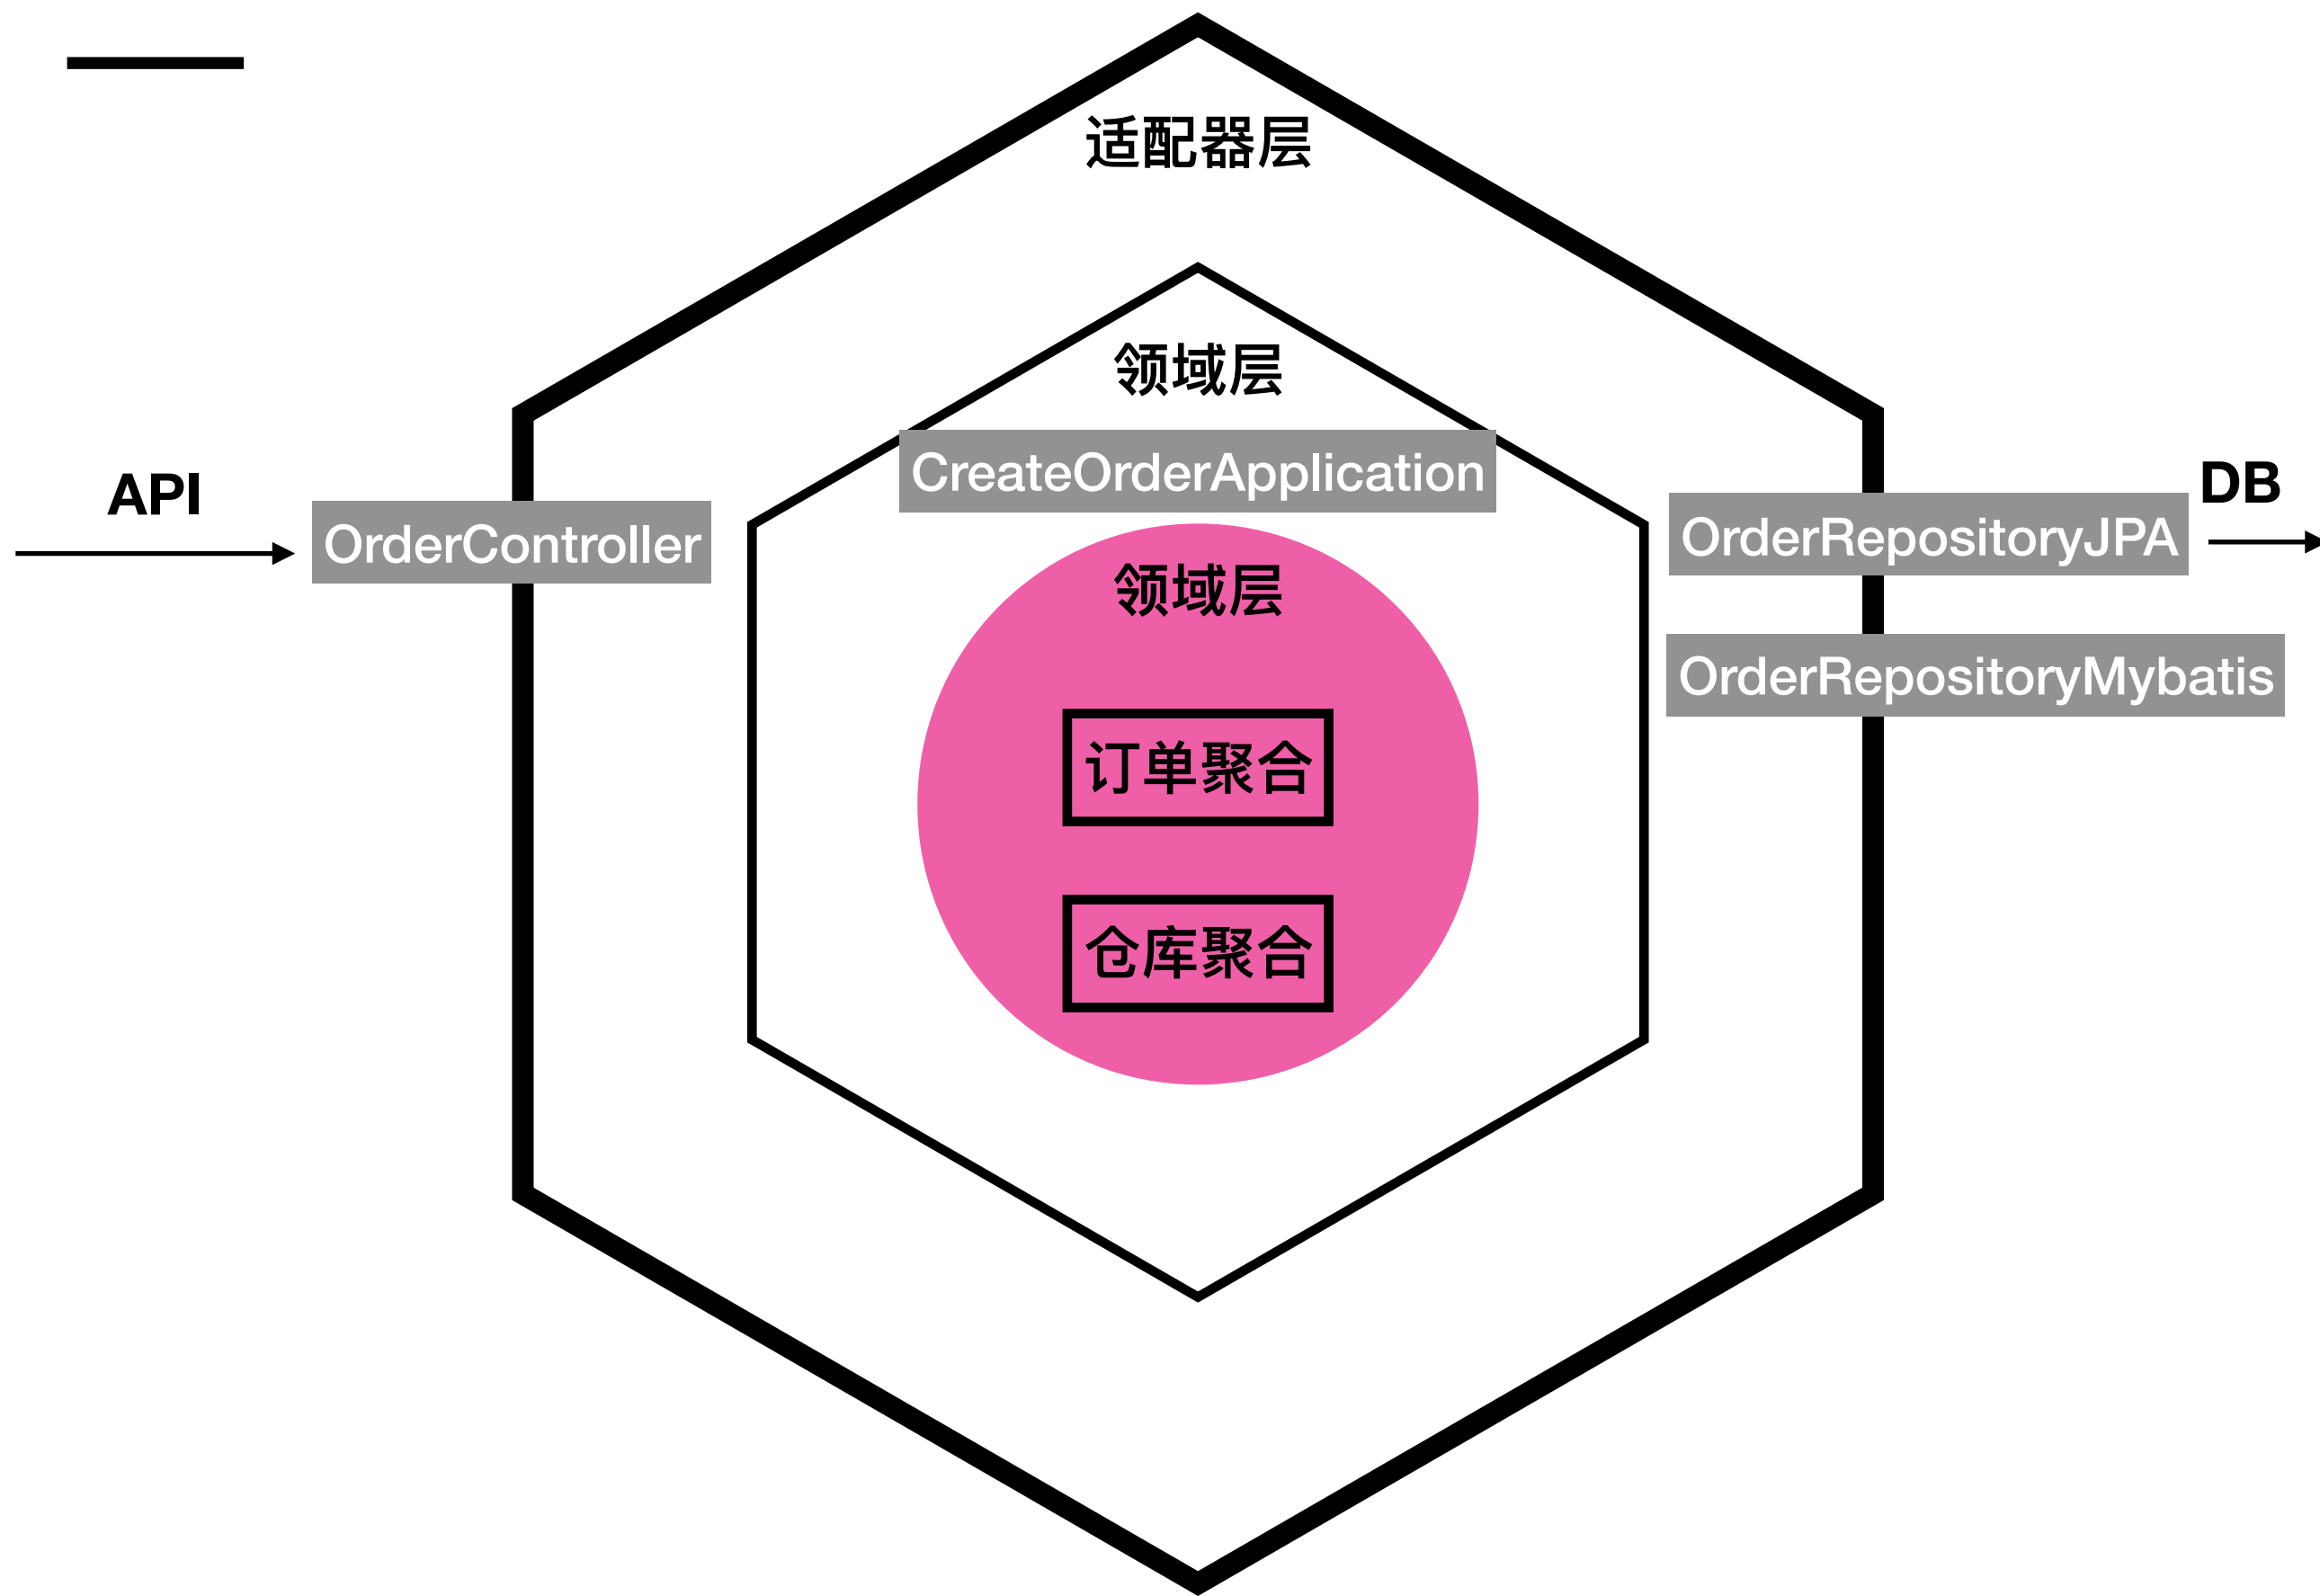 适配器层
领域层
CreateOrderApplication
API
OrderController
DB
OrderRepositoryJPA
领域层
OrderRepositoryMybatis
订单聚合
仓库聚合